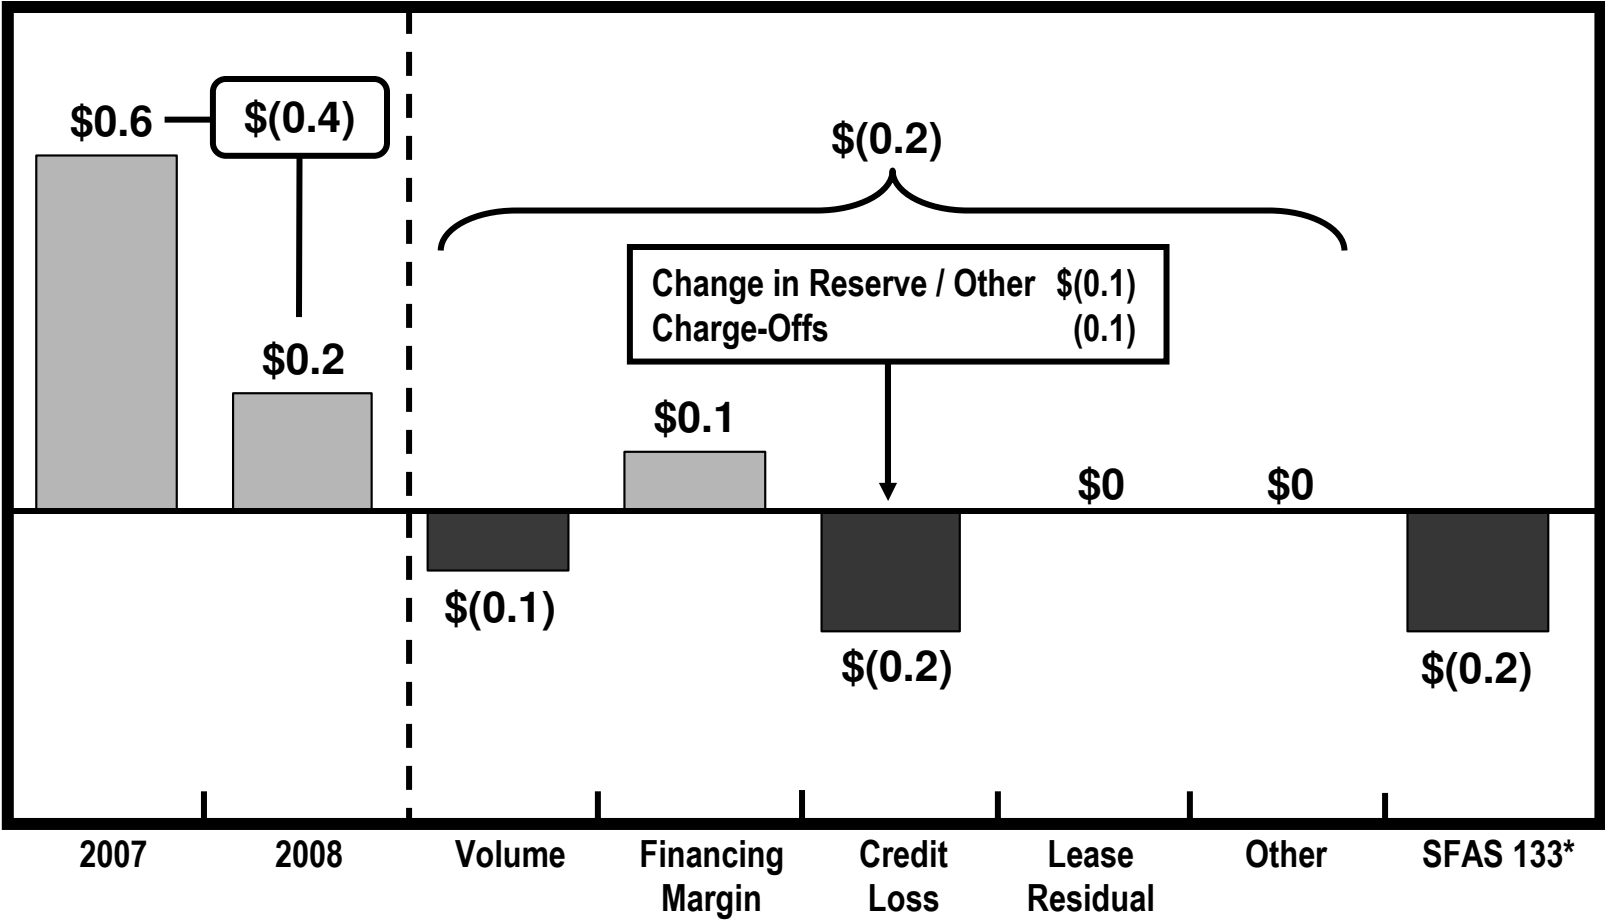 $0.6
$(0.4)
$(0.2)
Change in Reserve / Other $(0.1)
Charge-Offs (0.1)
$0.2
$0.1
$0
$0
$(0.1)
$(0.2)
$(0.2)
2007
2008
Volume
Financing
Margin
Credit
Loss
Lease
Residual
Other
SFAS 133*